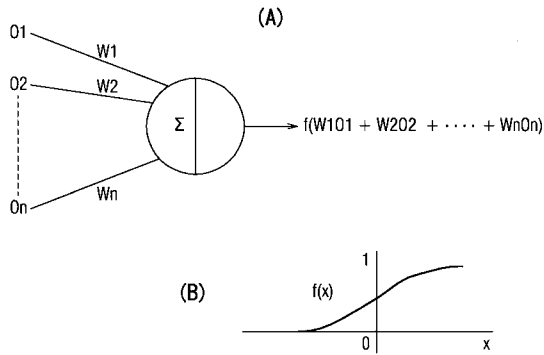 (A)
O1
W1
O2
W2
Σ
f(W1O1 + W2O2 + ···· + WnOn)
Wn
On
(B)
1
f(x)
0
x